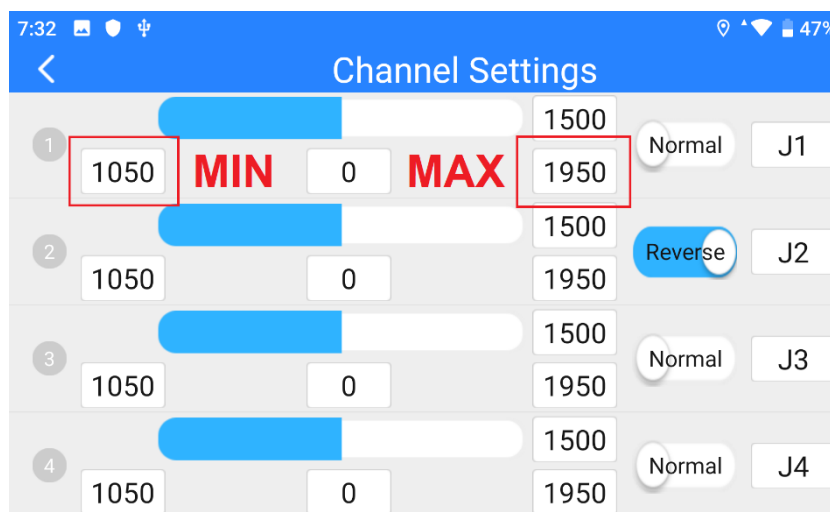 7:32 47%
Channel Settings
1500
1 Normal J1
1050 MIN 0 MAX 1950
1500
2 Reverse J2
1050 0 1950
1500
3 Normal J3
1050 0 1950
1500
4 Normal J4
1050 0 1950